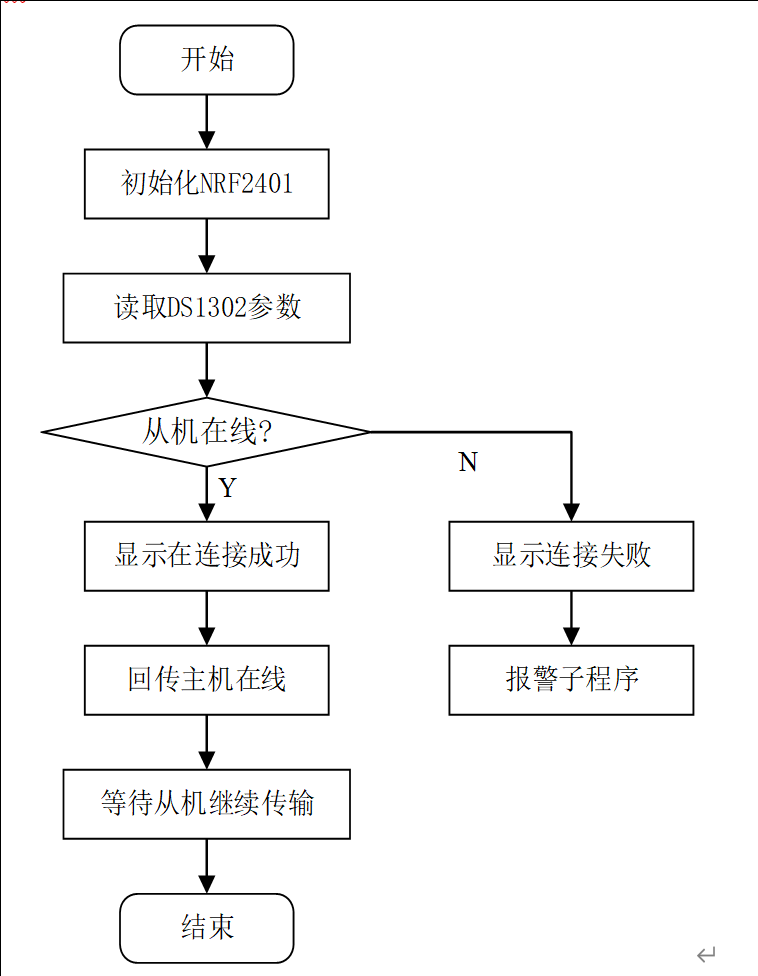 开始
初始化NRF2401
读取DS1302参数
从机在线?
N
Y
显示在连接成功
显示连接失败
回传主机在线
报警子程序
等待从机继续传输
结束